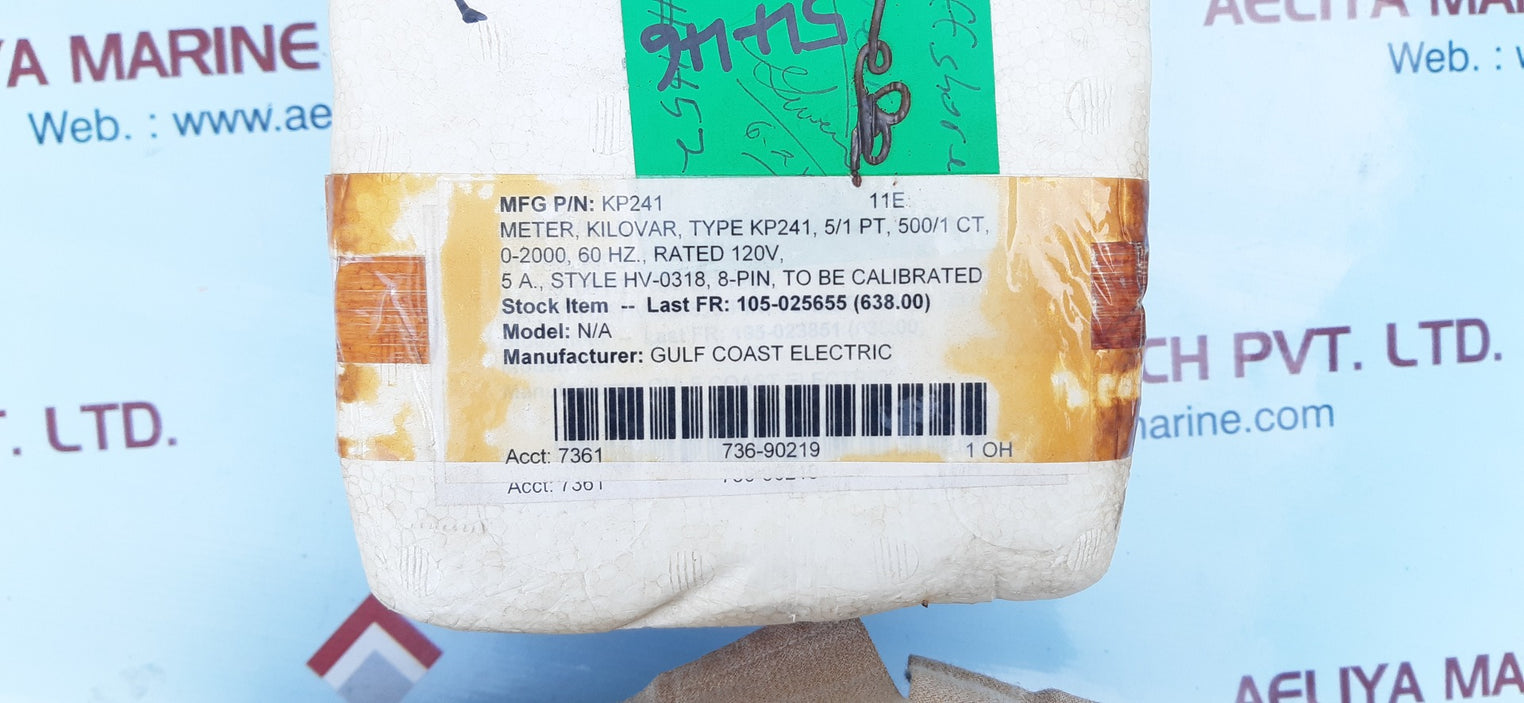 AELIYA MA
YA MARINE
Web. :
Web. : www.ae
MFG P/N: KP241 11E
METER, KILOVAR, TYPE KP241, 5/1 PT, 500/1 CT,
0-2000, 60 HZ., RATED 120V,
5 A., STYLE HV-0318, 8-PIN, TO BE CALIBRATED
Stock Item -- Last FR: 105-025655 (638.00)
Model: N/A
Manufacturer: GULF COAST ELECTRIC
CH PVT. LTD.
T. LTD.
arine.com
Acct: 7361 736-90219 1 OH
Acct: 7361
AELIYA MA